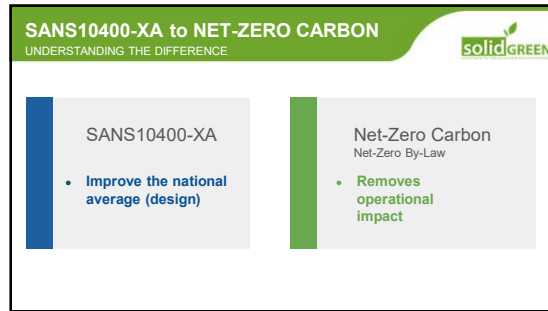 SANS10400-XA to NET-ZERO CARBON
UNDERSTANDING THE DIFFERENCE
solidGREEN
SANS10400-XA
• Improve the national
average (design)
Net-Zero Carbon
Net-Zero By-Law
• Removes
operational
impact